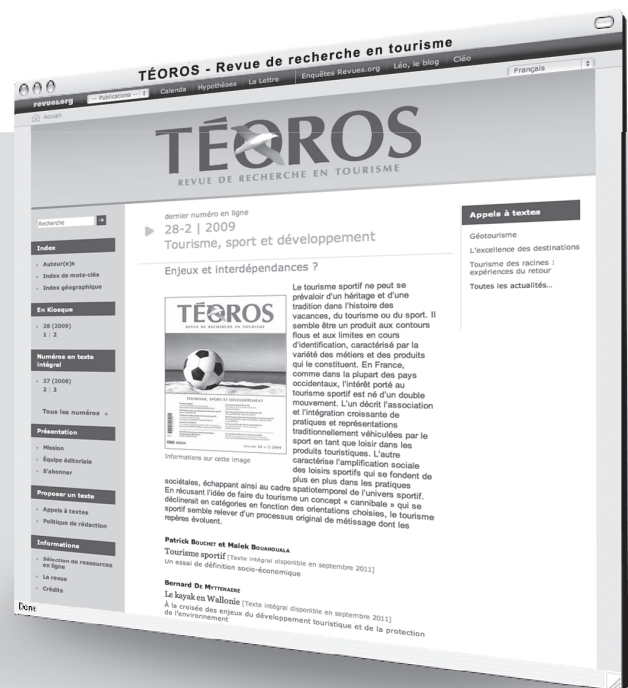 TÉOROS - Revue de recherche en tourisme
revues.org
-- Publications --
Calenda
Hypothèses
La Lettre
Enquêtes Revues.org
Léo, le blog
Cléo
Français
Accueil
TÉOROS
REVUE DE RECHERCHE EN TOURISME
Recherche
Index
Auteur(e)s
Index de mots-clés
Index géographique
En Kiosque
28 (2009)
1 | 2
Numéros en texte
intégral
27 (2008)
2 | 3
Tous les numéros →
Présentation
Mission
Équipe éditoriale
S'abonner
Proposer un texte
Appels à textes
Politique de rédaction
Informations
Sélection de ressources
en ligne
La revue
Crédits
dernier numéro en ligne
28-2 | 2009
Tourisme, sport et développement
Enjeux et interdépendances ?
TÉOROS
REVUE DE RECHERCHE EN TOURISME
TOURISME, SPORT ET DÉVELOPPEMENT
Informations sur cette image
Le tourisme sportif ne peut se
prévaloir d'un héritage et d'une
tradition dans l'histoire des
vacances, du tourisme ou du sport. Il
semble être un produit aux contours
flous et aux limites en cours
d'identification, caractérisé par la
variété des métiers et des produits
qui le constituent. En France,
comme dans la plupart des pays
occidentaux, l'intérêt porté au
tourisme sportif est né d'un double
mouvement. L'un décrit l'association
et l'intégration croissante de
pratiques et représentations
traditionnellement véhiculées par le
sport en tant que loisir dans les
produits touristiques. L'autre
caractérise l'amplification sociale
des loisirs sportifs qui se fondent de
plus en plus dans les pratiques
sociétales, échappant ainsi au cadre spatiotemporel de l'univers sportif.
En récusant l'idée de faire du tourisme un concept « cannibale » qui se
déclinerait en catégories en fonction des orientations choisies, le tourisme
sportif semble relever d'un processus original de métissage dont les
repères évoluent.
Patrick BOUCHET et Malek BOUAHOUALA
Tourisme sportif [Texte intégral disponible en septembre 2011]
Un essai de définition socio-économique
Bernard DE MYTTENAERE
Le kayak en Wallonie [Texte intégral disponible en septembre 2011]
À la croisée des enjeux du développement touristique et de la protection
de l'environnement
Appels à textes
Géotourisme
L'excellence des destinations
Tourisme des racines :
expériences du retour
Toutes les actualités...
Done